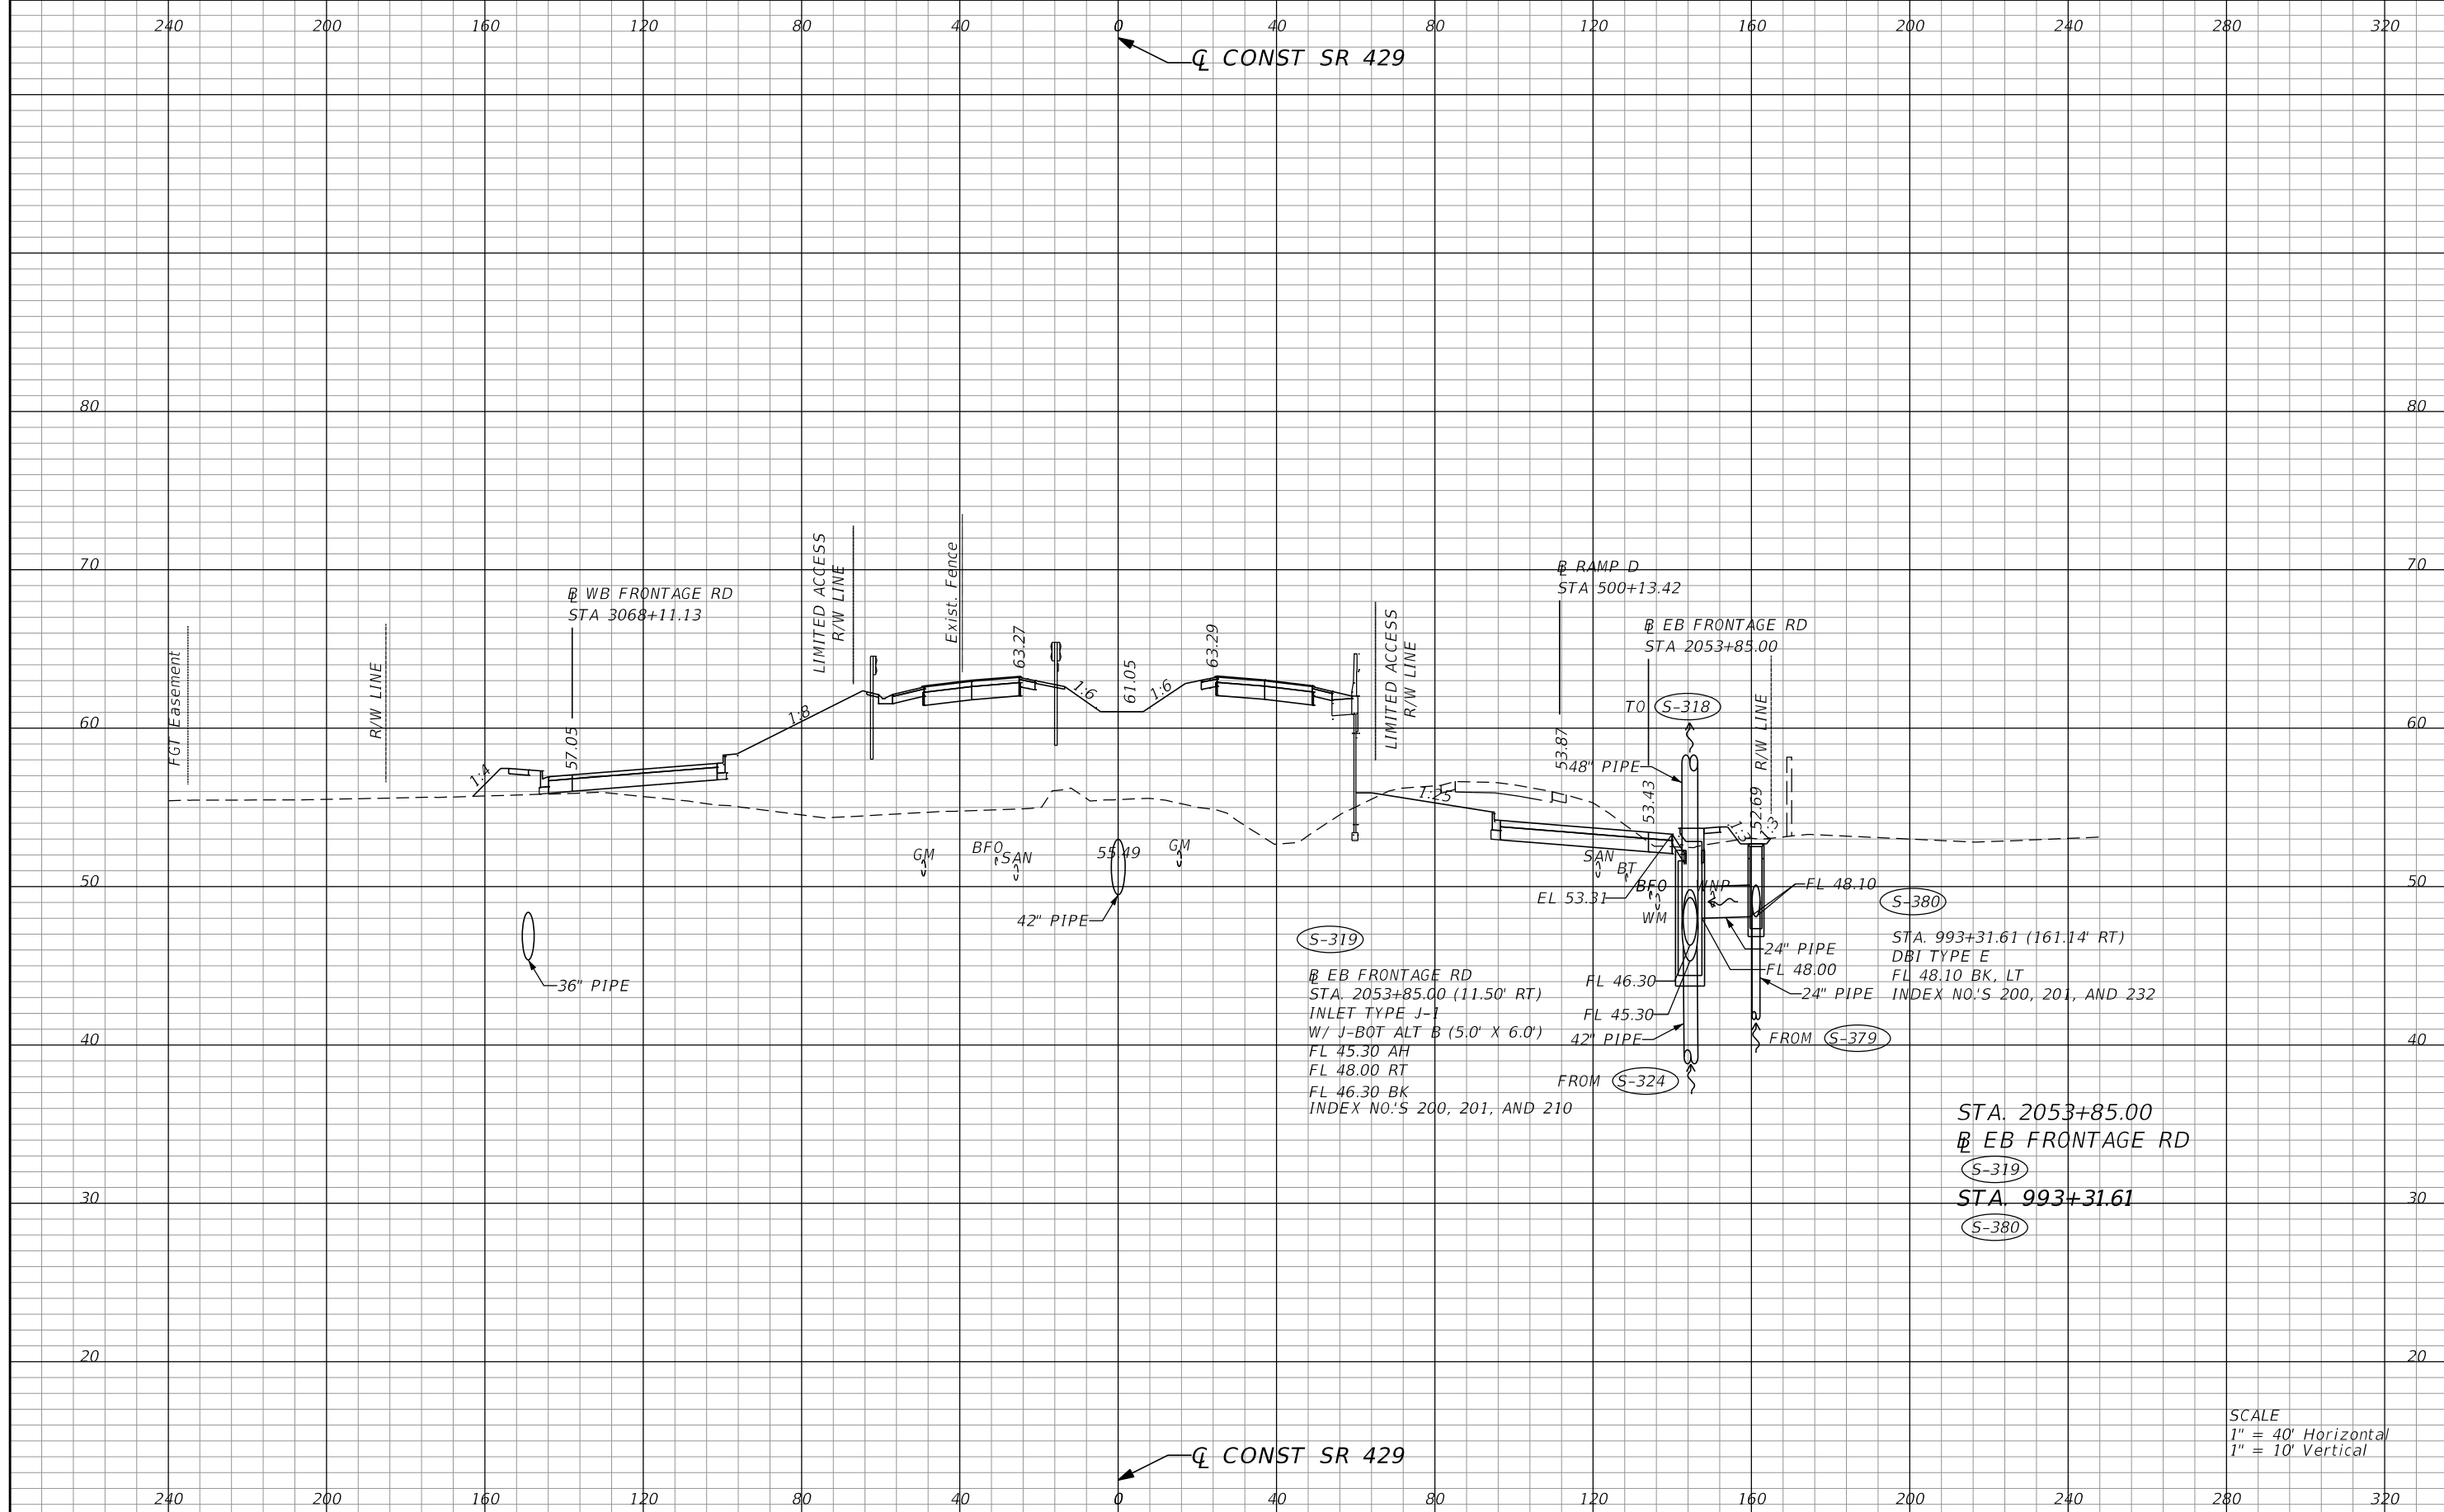 240 200 160 120 80 40 0 40 80 120 160 200 240 280 320
℄ CONST SR 429
80 80
70 70
60 60
50 50
40 40
30 30
20 20
FGT Easement
R/W LINE
1:4
℄ WB FRONTAGE RD
STA 3068+11.13
57.05
1:8
LIMITED ACCESS
R/W LINE
Exist. Fence
63.27
1:6
61.05
1:6
63.29
LIMITED ACCESS
R/W LINE
1:25
B̵L RAMP D
STA 500+13.42
53.87
B̵L EB FRONTAGE RD
STA 2053+85.00
53.43
TO S-318
48" PIPE
R/W LINE
52.69
1:3
1:3
GM
BFO
SAN
55.49
GM
42" PIPE
36" PIPE
SAN
BT
BFO
WM
WNP
EL 53.31
FL 48.10
24" PIPE
FL 48.00
24" PIPE
FL 46.30
FL 45.30
42" PIPE
FROM S-379
FROM S-324
S-319
B̵L EB FRONTAGE RD
STA. 2053+85.00 (11.50' RT)
INLET TYPE J-1
W/ J-BOT ALT B (5.0' X 6.0')
FL 45.30 AH
FL 48.00 RT
FL 46.30 BK
INDEX NO.'S 200, 201, AND 210
S-380
STA. 993+31.61 (161.14' RT)
DBI TYPE E
FL 48.10 BK, LT
INDEX NO.'S 200, 201, AND 232
STA. 2053+85.00
B̵L EB FRONTAGE RD
S-319
STA. 993+31.61
S-380
SCALE
1" = 40' Horizontal
1" = 10' Vertical
℄ CONST SR 429
240 200 160 120 80 40 0 40 80 120 160 200 240 280 320